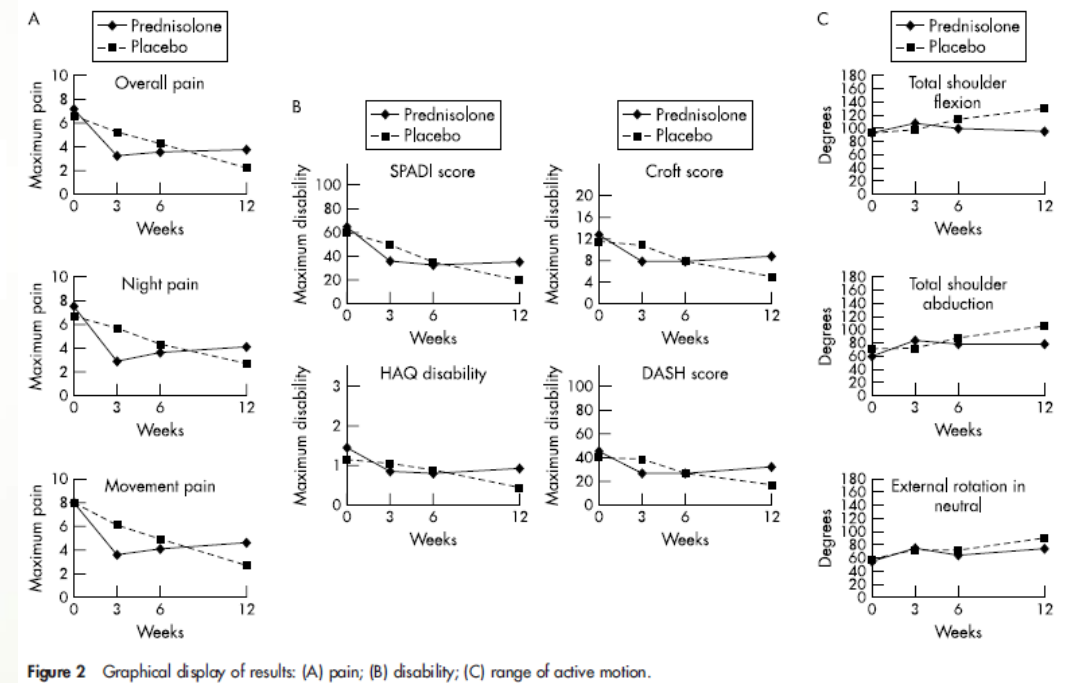 A
Prednisolone
Placebo
Overall pain
Maximum pain
10
8
6
4
2
0
0 3 6 12
Weeks
Night pain
Maximum pain
10
8
6
4
2
0
0 3 6 12
Weeks
Movement pain
Maximum pain
10
8
6
4
2
0
0 3 6 12
Weeks
B
Prednisolone
Placebo
SPADI score
Maximum disability
100
80
60
40
20
0
0 3 6 12
Weeks
Prednisolone
Placebo
Croft score
Maximum disability
20
16
12
8
4
0
0 3 6 12
Weeks
HAQ disability
Maximum disability
3
2
1
0
0 3 6 12
Weeks
DASH score
Maximum disability
100
80
60
40
20
0
0 3 6 12
Weeks
C
Prednisolone
Placebo
Total shoulder
flexion
Degrees
180
160
140
120
100
80
60
40
20
0
0 3 6 12
Weeks
Total shoulder
abduction
Degrees
180
160
140
120
100
80
60
40
20
0
0 3 6 12
Weeks
External rotation in
neutral
Degrees
180
160
140
120
100
80
60
40
20
0
0 3 6 12
Weeks
Figure 2 Graphical display of results: (A) pain; (B) disability; (C) range of active motion.